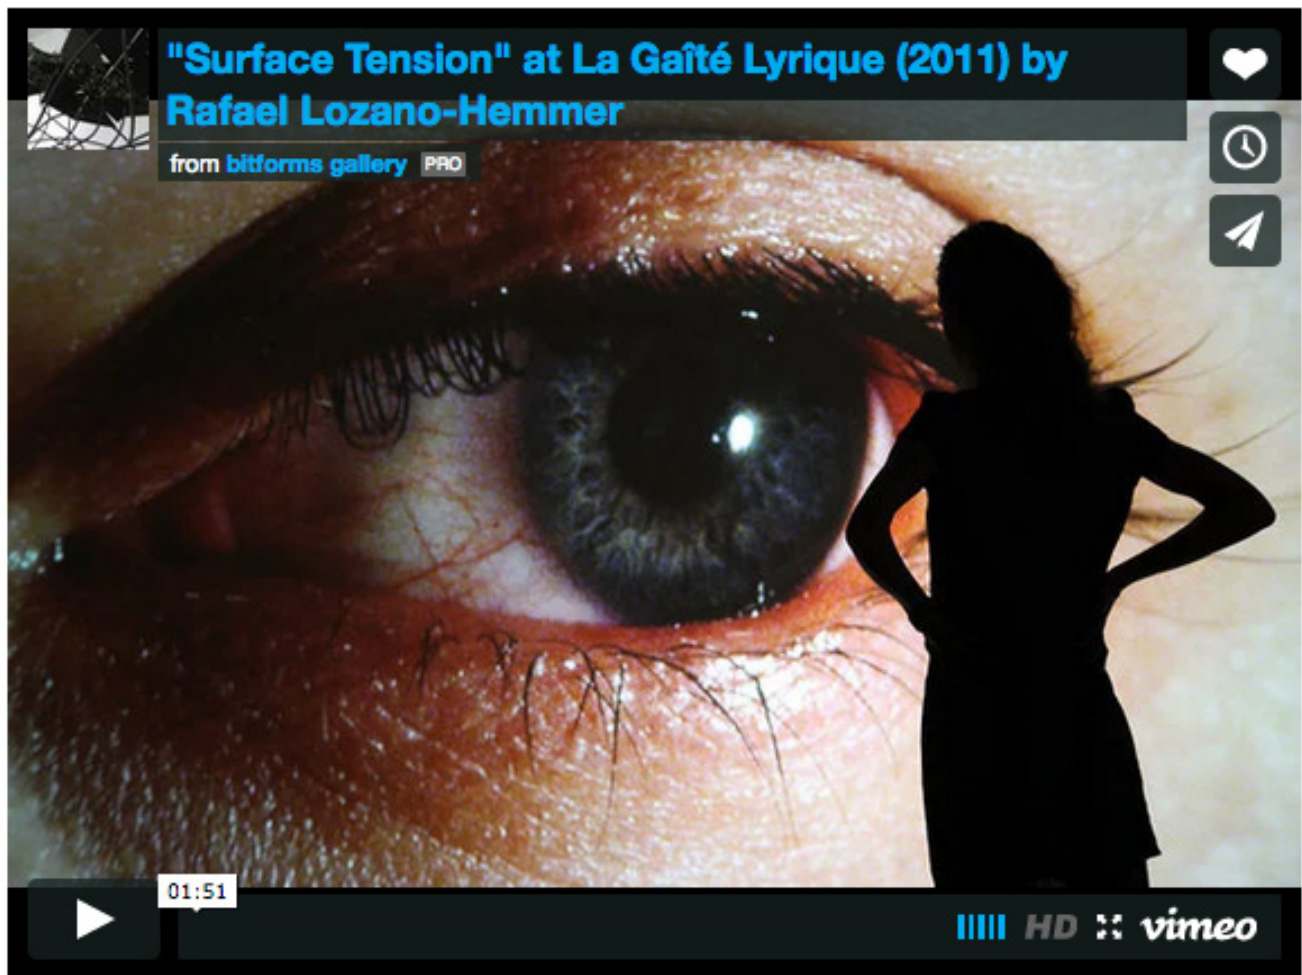 "Surface Tension" at La Gaîté Lyrique (2011) by
Rafael Lozano-Hemmer
from bitforms gallery PRO
01:51
HD vimeo